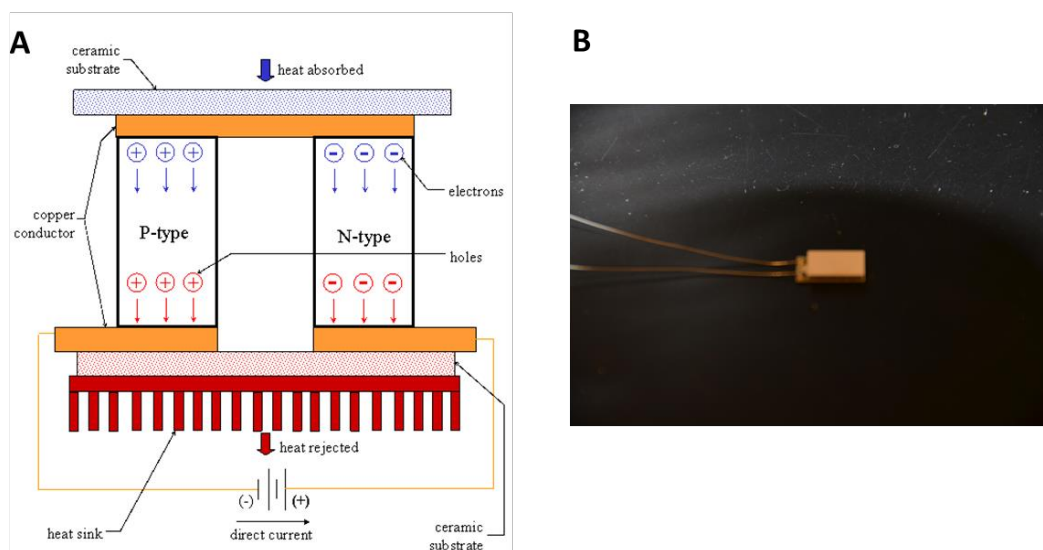 A
B
ceramic
substrate
heat absorbed
electrons
copper
conductor
P-type
N-type
holes
heat rejected
(-)
(+)
heat sink
direct current
ceramic
substrate